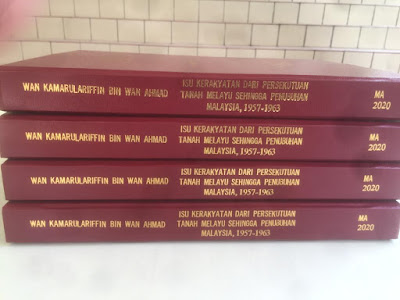 WAN KAMARULARIFFIN BIN WAN AHMAD
ISU KERAKYATAN DARI PERSEKUTUAN
TANAH MELAYU SEHINGGA PENUBUHAN
MALAYSIA, 1957-1963
MA
2020
WAN KAMARULARIFFIN BIN WAN AHMAD
ISU KERAKYATAN DARI PERSEKUTUAN
TANAH MELAYU SEHINGGA PENUBUHAN
MALAYSIA, 1957-1963
MA
2020
WAN KAMARULARIFFIN BIN WAN AHMAD
ISU KERAKYATAN DARI PERSEKUTUAN
TANAH MELAYU SEHINGGA PENUBUHAN
MALAYSIA, 1957-1963
MA
2020
WAN KAMARULARIFFIN BIN WAN AHMAD
ISU KERAKYATAN DARI PERSEKUTUAN
TANAH MELAYU SEHINGGA PENUBUHAN
MALAYSIA, 1957-1963
MA
2020